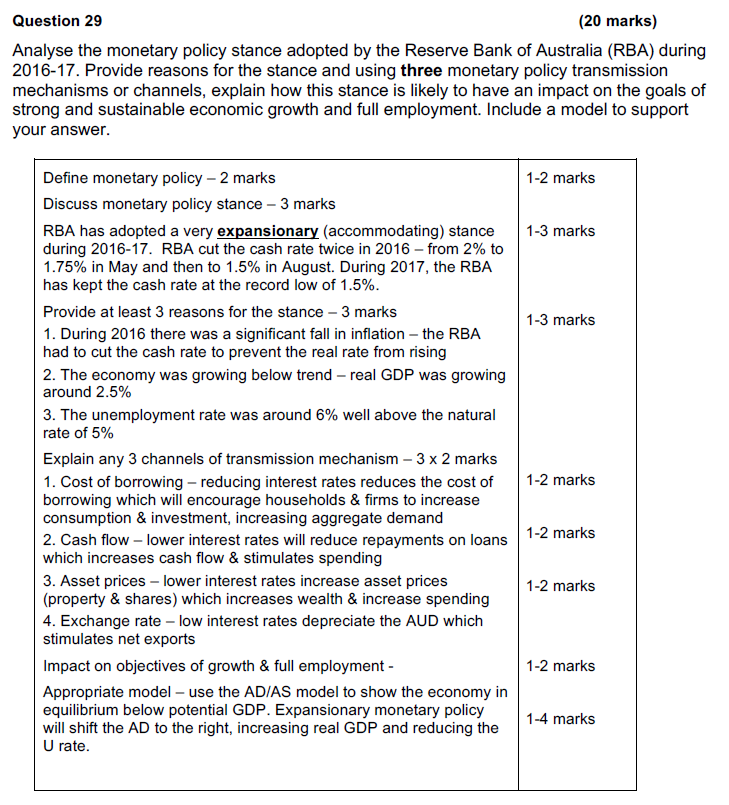 Question 29 (20 marks)
Analyse the monetary policy stance adopted by the Reserve Bank of Australia (RBA) during
2016-17. Provide reasons for the stance and using three monetary policy transmission
mechanisms or channels, explain how this stance is likely to have an impact on the goals of
strong and sustainable economic growth and full employment. Include a model to support
your answer.
Define monetary policy – 2 marks 1-2 marks
Discuss monetary policy stance – 3 marks
RBA has adopted a very expansionary (accommodating) stance 1-3 marks
during 2016-17. RBA cut the cash rate twice in 2016 – from 2% to
1.75% in May and then to 1.5% in August. During 2017, the RBA
has kept the cash rate at the record low of 1.5%.
Provide at least 3 reasons for the stance – 3 marks 1-3 marks
1. During 2016 there was a significant fall in inflation – the RBA
had to cut the cash rate to prevent the real rate from rising
2. The economy was growing below trend – real GDP was growing
around 2.5%
3. The unemployment rate was around 6% well above the natural
rate of 5%
Explain any 3 channels of transmission mechanism – 3 x 2 marks
1. Cost of borrowing – reducing interest rates reduces the cost of 1-2 marks
borrowing which will encourage households & firms to increase
consumption & investment, increasing aggregate demand
2. Cash flow – lower interest rates will reduce repayments on loans 1-2 marks
which increases cash flow & stimulates spending
3. Asset prices – lower interest rates increase asset prices 1-2 marks
(property & shares) which increases wealth & increase spending
4. Exchange rate – low interest rates depreciate the AUD which
stimulates net exports
Impact on objectives of growth & full employment - 1-2 marks
Appropriate model – use the AD/AS model to show the economy in
equilibrium below potential GDP. Expansionary monetary policy 1-4 marks
will shift the AD to the right, increasing real GDP and reducing the
U rate.